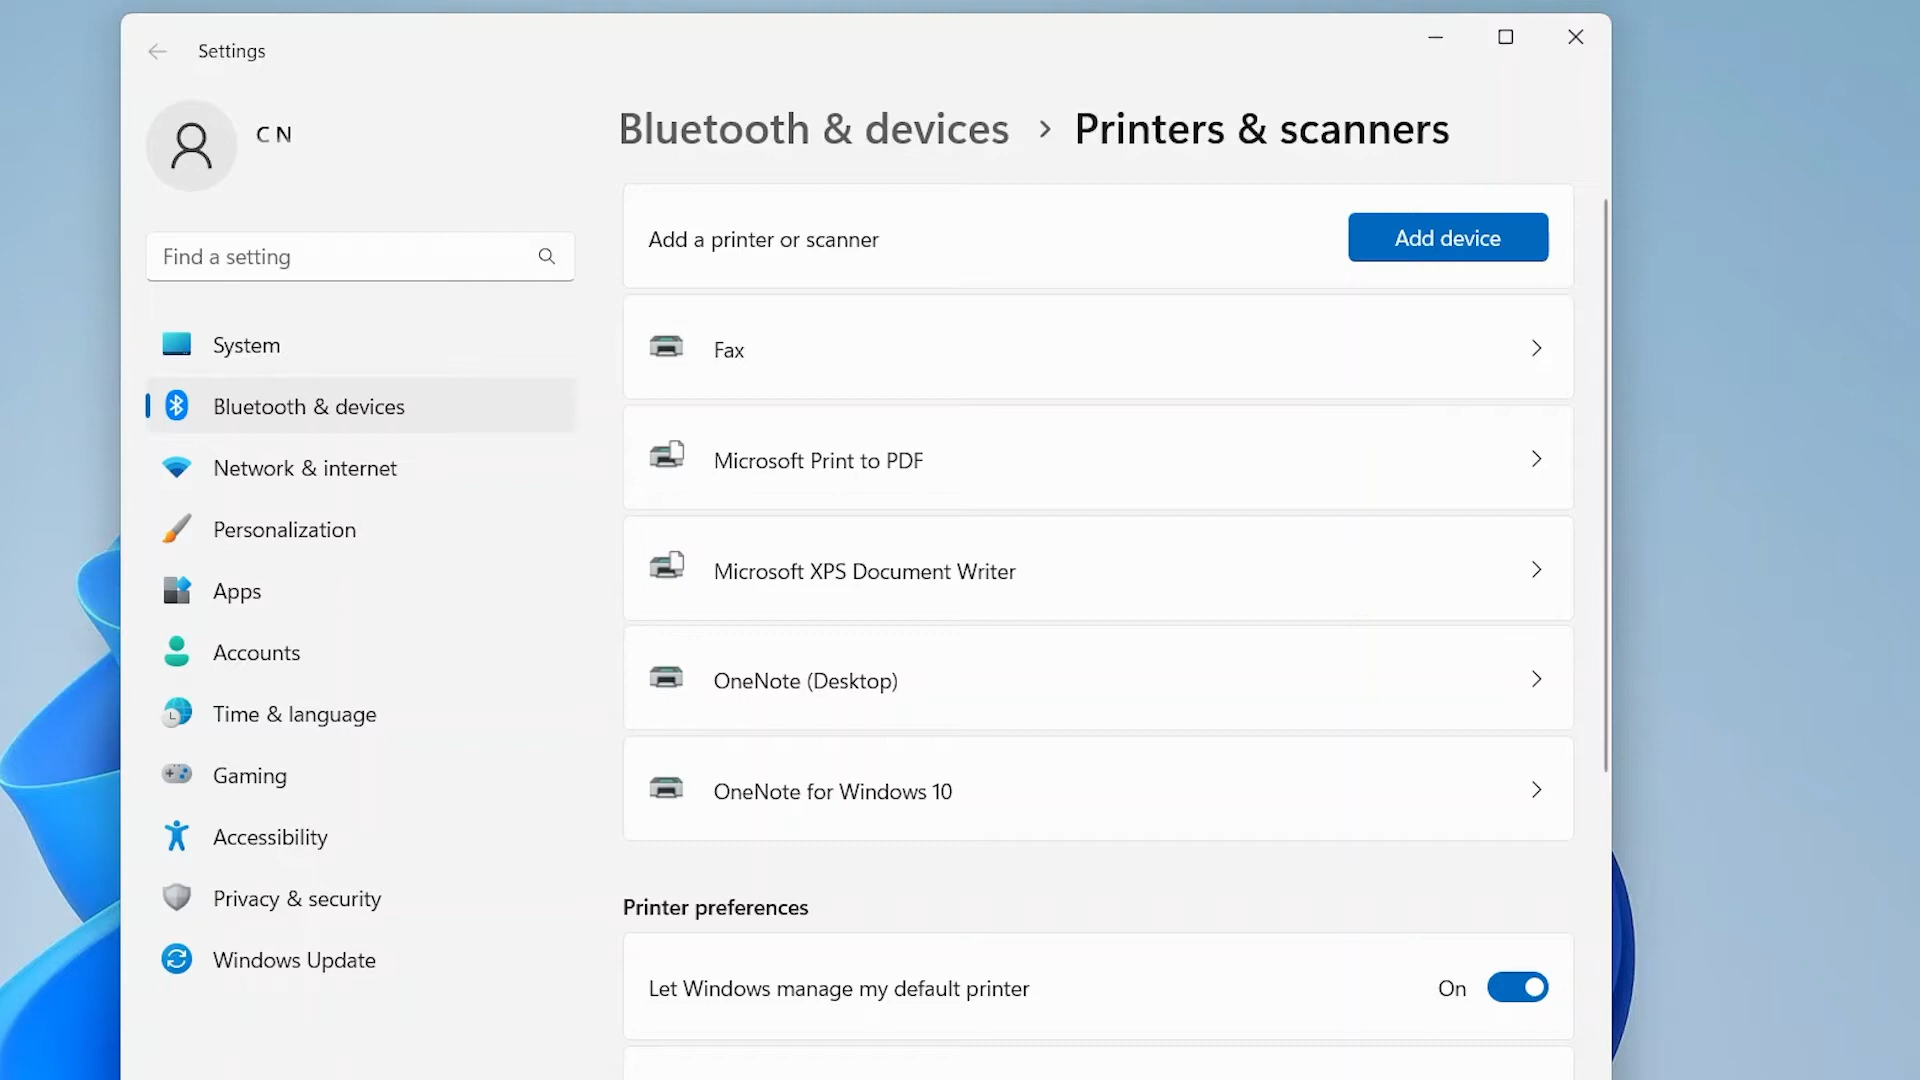 Settings
C N
Find a setting
System
Bluetooth & devices
Network & internet
Personalization
Apps
Accounts
Time & language
Gaming
Accessibility
Privacy & security
Windows Update
Bluetooth & devices > Printers & scanners
Add a printer or scanner
Add device
Fax
Microsoft Print to PDF
Microsoft XPS Document Writer
OneNote (Desktop)
OneNote for Windows 10
Printer preferences
Let Windows manage my default printer
On